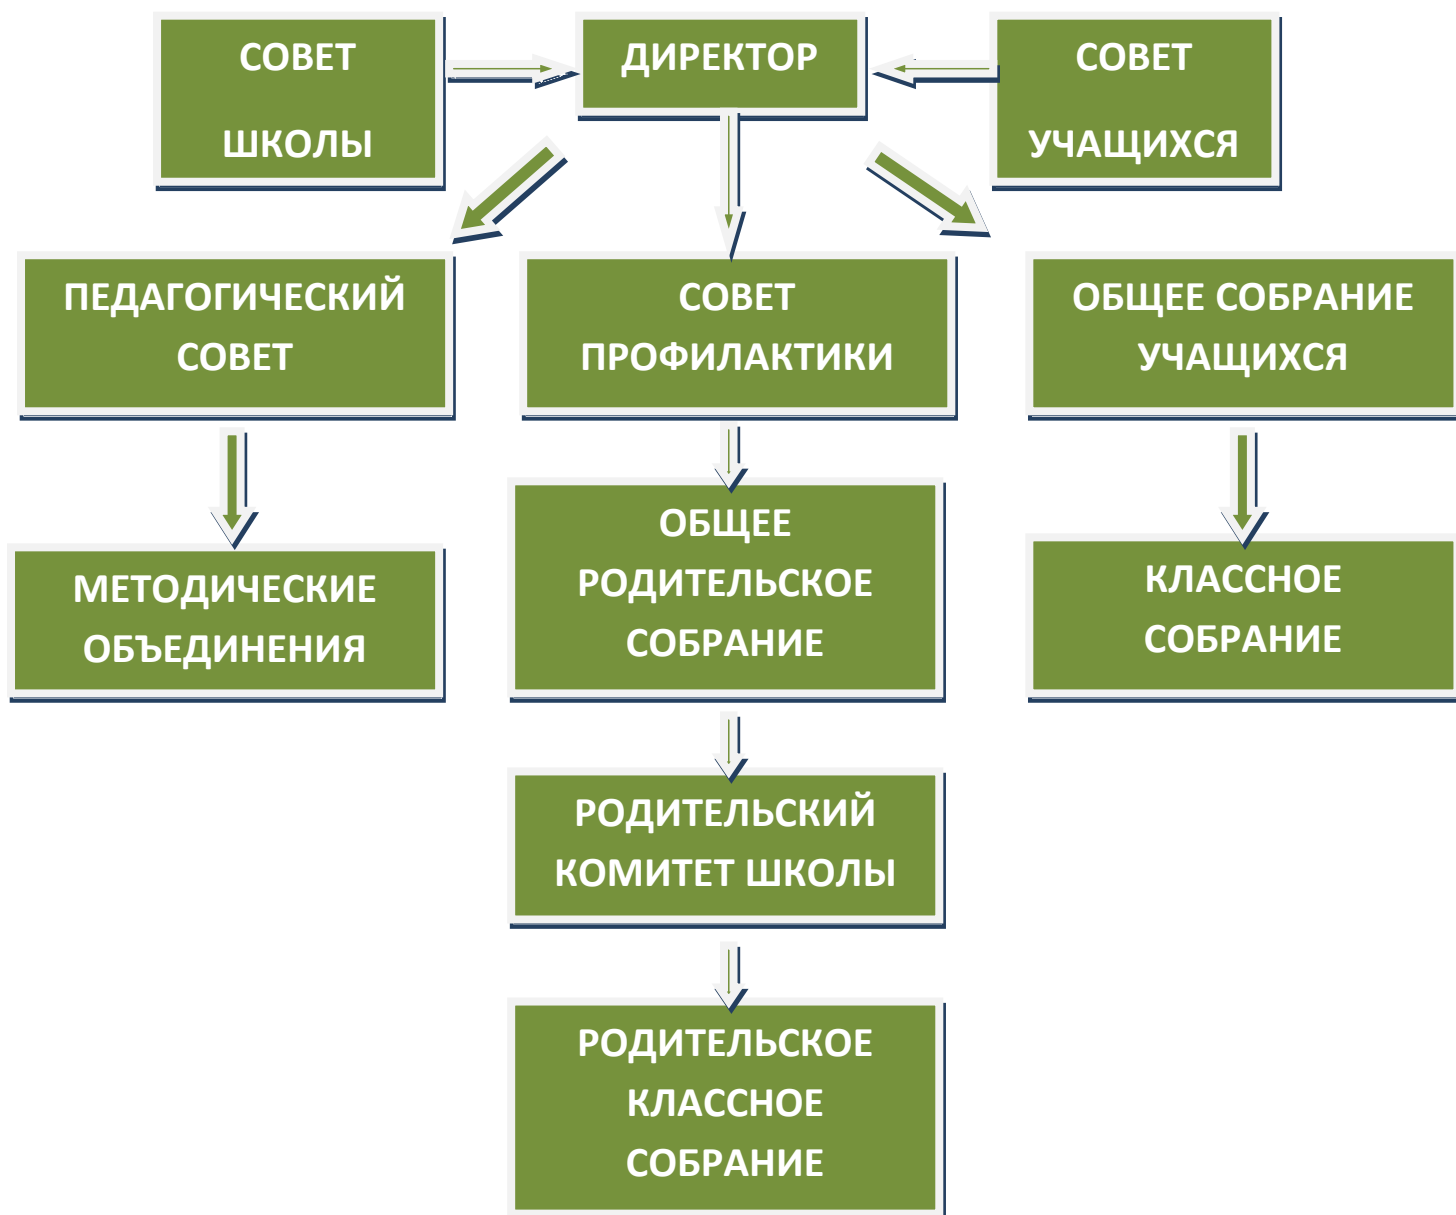 СОВЕТ
ШКОЛЫ
ДИРЕКТОР
СОВЕТ
УЧАЩИХСЯ
ПЕДАГОГИЧЕСКИЙ
СОВЕТ
СОВЕТ
ПРОФИЛАКТИКИ
ОБЩЕЕ СОБРАНИЕ
УЧАЩИХСЯ
МЕТОДИЧЕСКИЕ
ОБЪЕДИНЕНИЯ
ОБЩЕЕ
РОДИТЕЛЬСКОЕ
СОБРАНИЕ
КЛАССНОЕ
СОБРАНИЕ
РОДИТЕЛЬСКИЙ
КОМИТЕТ ШКОЛЫ
РОДИТЕЛЬСКОЕ
КЛАССНОЕ
СОБРАНИЕ